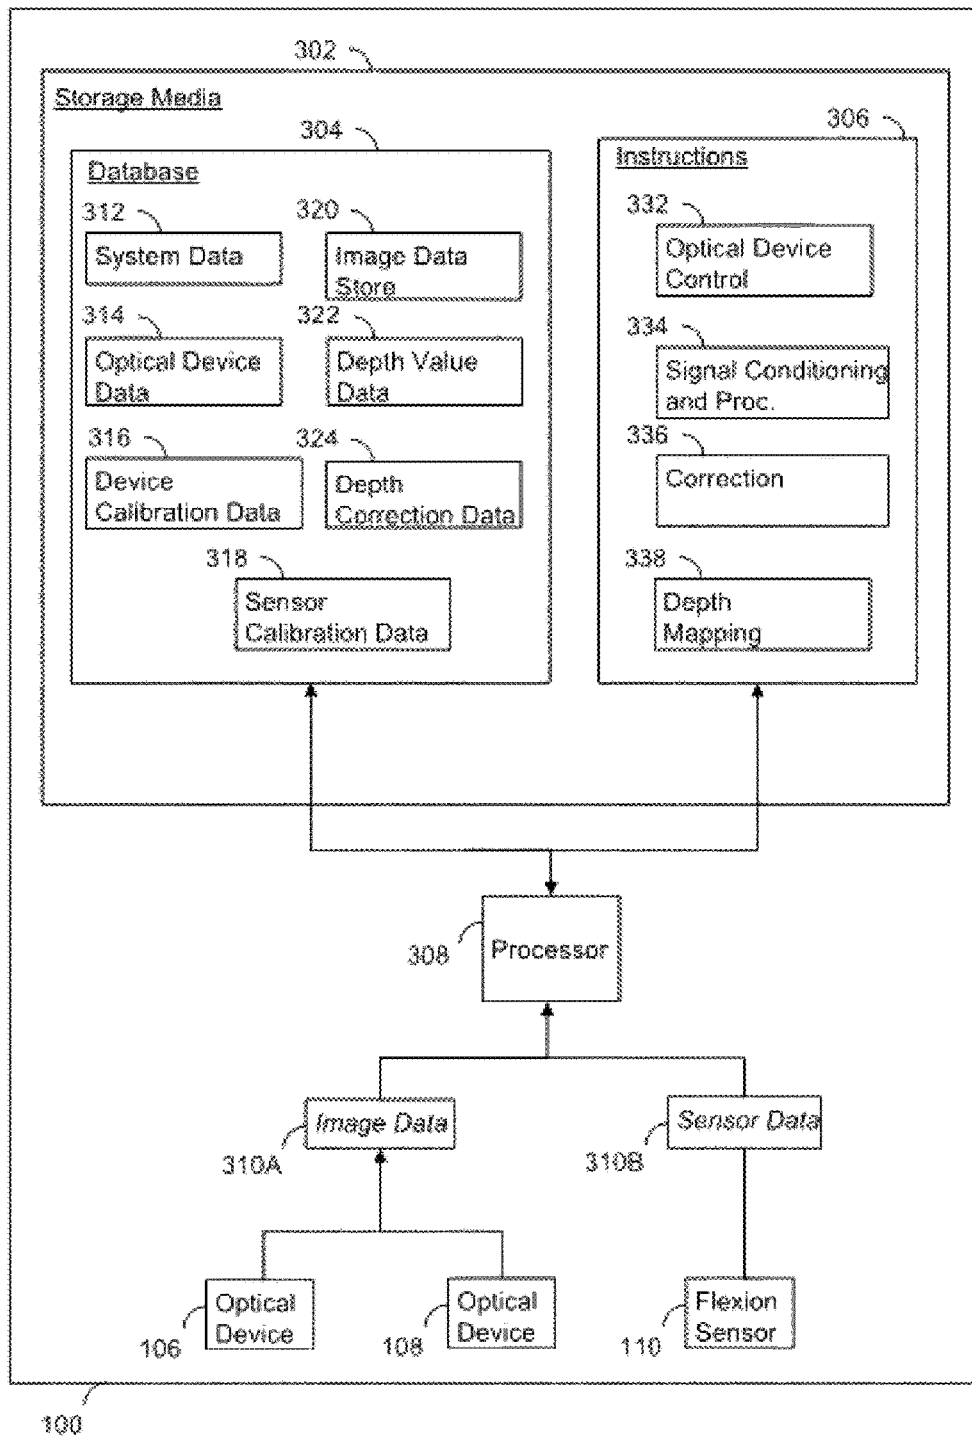 302
Storage Media
304
306
Database
Instructions
312
320
332
System Data
Image Data
Store
Optical Device
Control
314
322
334
Optical Device
Data
Depth Value
Data
Signal Conditioning
and Proc.
316
324
336
Device
Calibration Data
Depth
Correction Data
Correction
318
338
Sensor
Calibration Data
Depth
Mapping
308
Processor
Image Data
Sensor Data
310A
310B
Optical
Device
Optical
Device
Flexion
Sensor
106
108
110
100